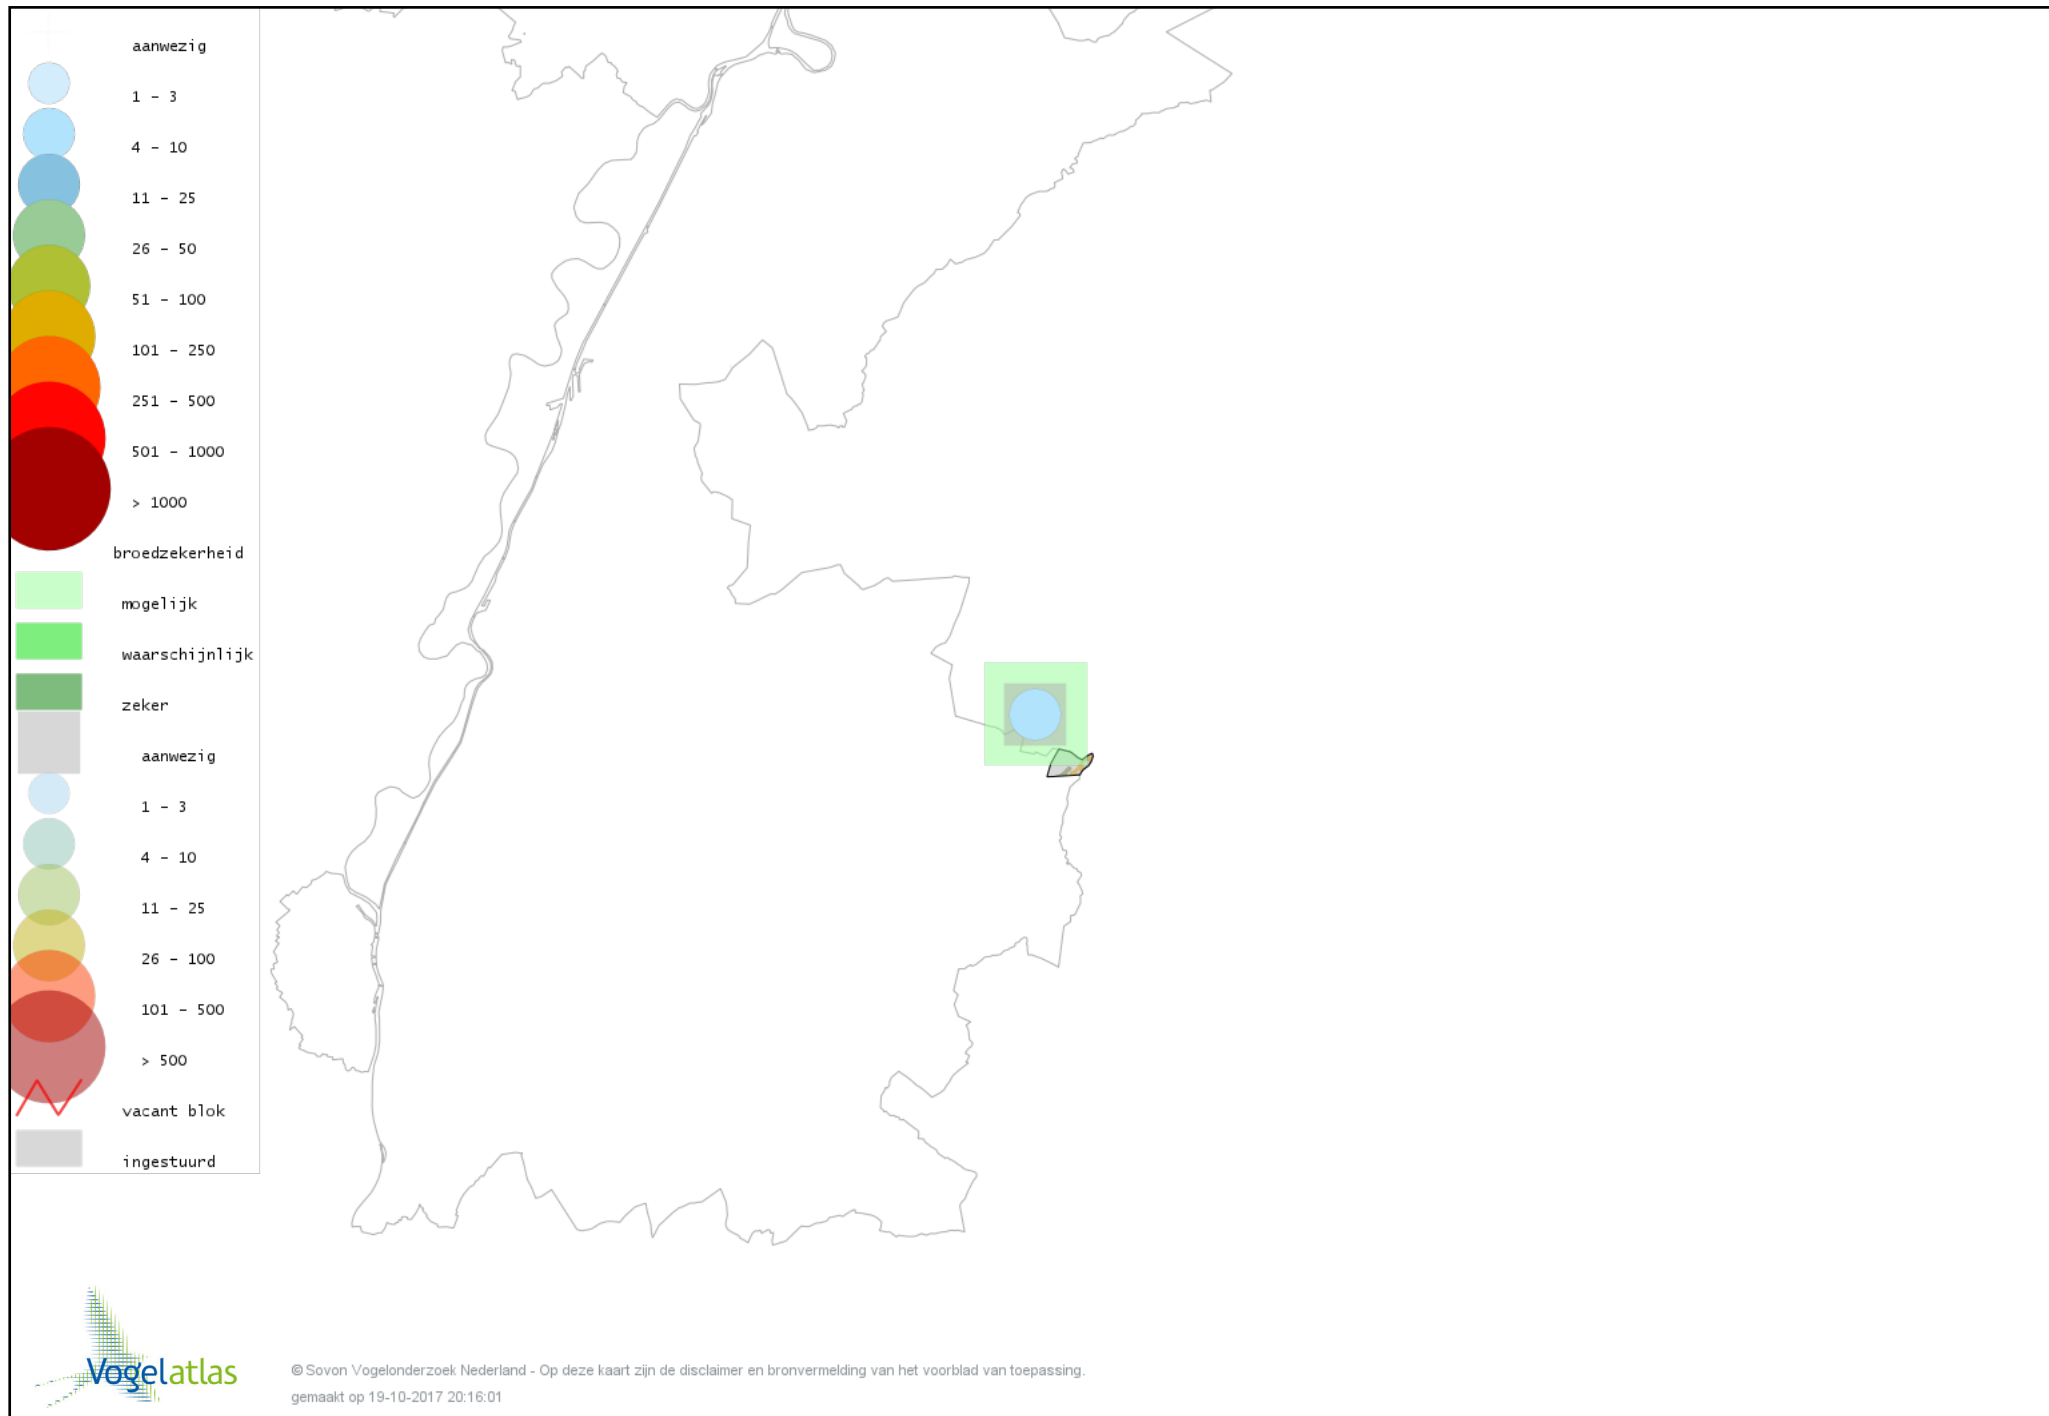 aanwezig
1 - 3
4 - 10
11 - 25
26 - 50
51 - 100
101 - 250
251 - 500
501 - 1000
> 1000
broedzekerheid
mogelijk
waarschijnlijk
zeker
aanwezig
1 - 3
4 - 10
11 - 25
26 - 100
101 - 500
> 500
vacant blok
ingestuurd
Vogelatlas
© Sovon Vogelonderzoek Nederland - Op deze kaart zijn de disclaimer en bronvermelding van het voorblad van toepassing.
gemaakt op 19-10-2017 20:16:01